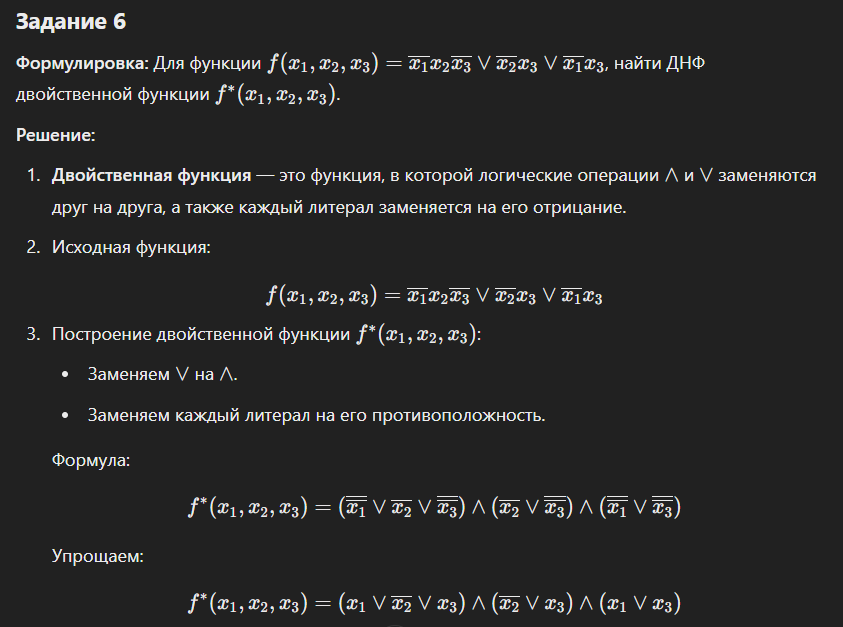 Задание 6
Формулировка: Для функции f(x₁, x₂, x₃) = x̅₁x₂x̅₃ ∨ x̅₂x₃ ∨ x̅₁x₃, найти ДНФ
двойственной функции f*(x₁, x₂, x₃).
Решение:
1. Двойственная функция — это функция, в которой логические операции ∧ и ∨ заменяются
друг на друга, а также каждый литерал заменяется на его отрицание.
2. Исходная функция:
f(x₁, x₂, x₃) = x̅₁x₂x̅₃ ∨ x̅₂x₃ ∨ x̅₁x₃
3. Построение двойственной функции f*(x₁, x₂, x₃):
• Заменяем ∨ на ∧.
• Заменяем каждый литерал на его противоположность.
Формула:
f*(x₁, x₂, x₃) = (x̿₁ ∨ x̅₂ ∨ x̿₃) ∧ (x̅₂ ∨ x̿₃) ∧ (x̿₁ ∨ x̿₃)
Упрощаем:
f*(x₁, x₂, x₃) = (x₁ ∨ x̅₂ ∨ x₃) ∧ (x̅₂ ∨ x₃) ∧ (x₁ ∨ x₃)